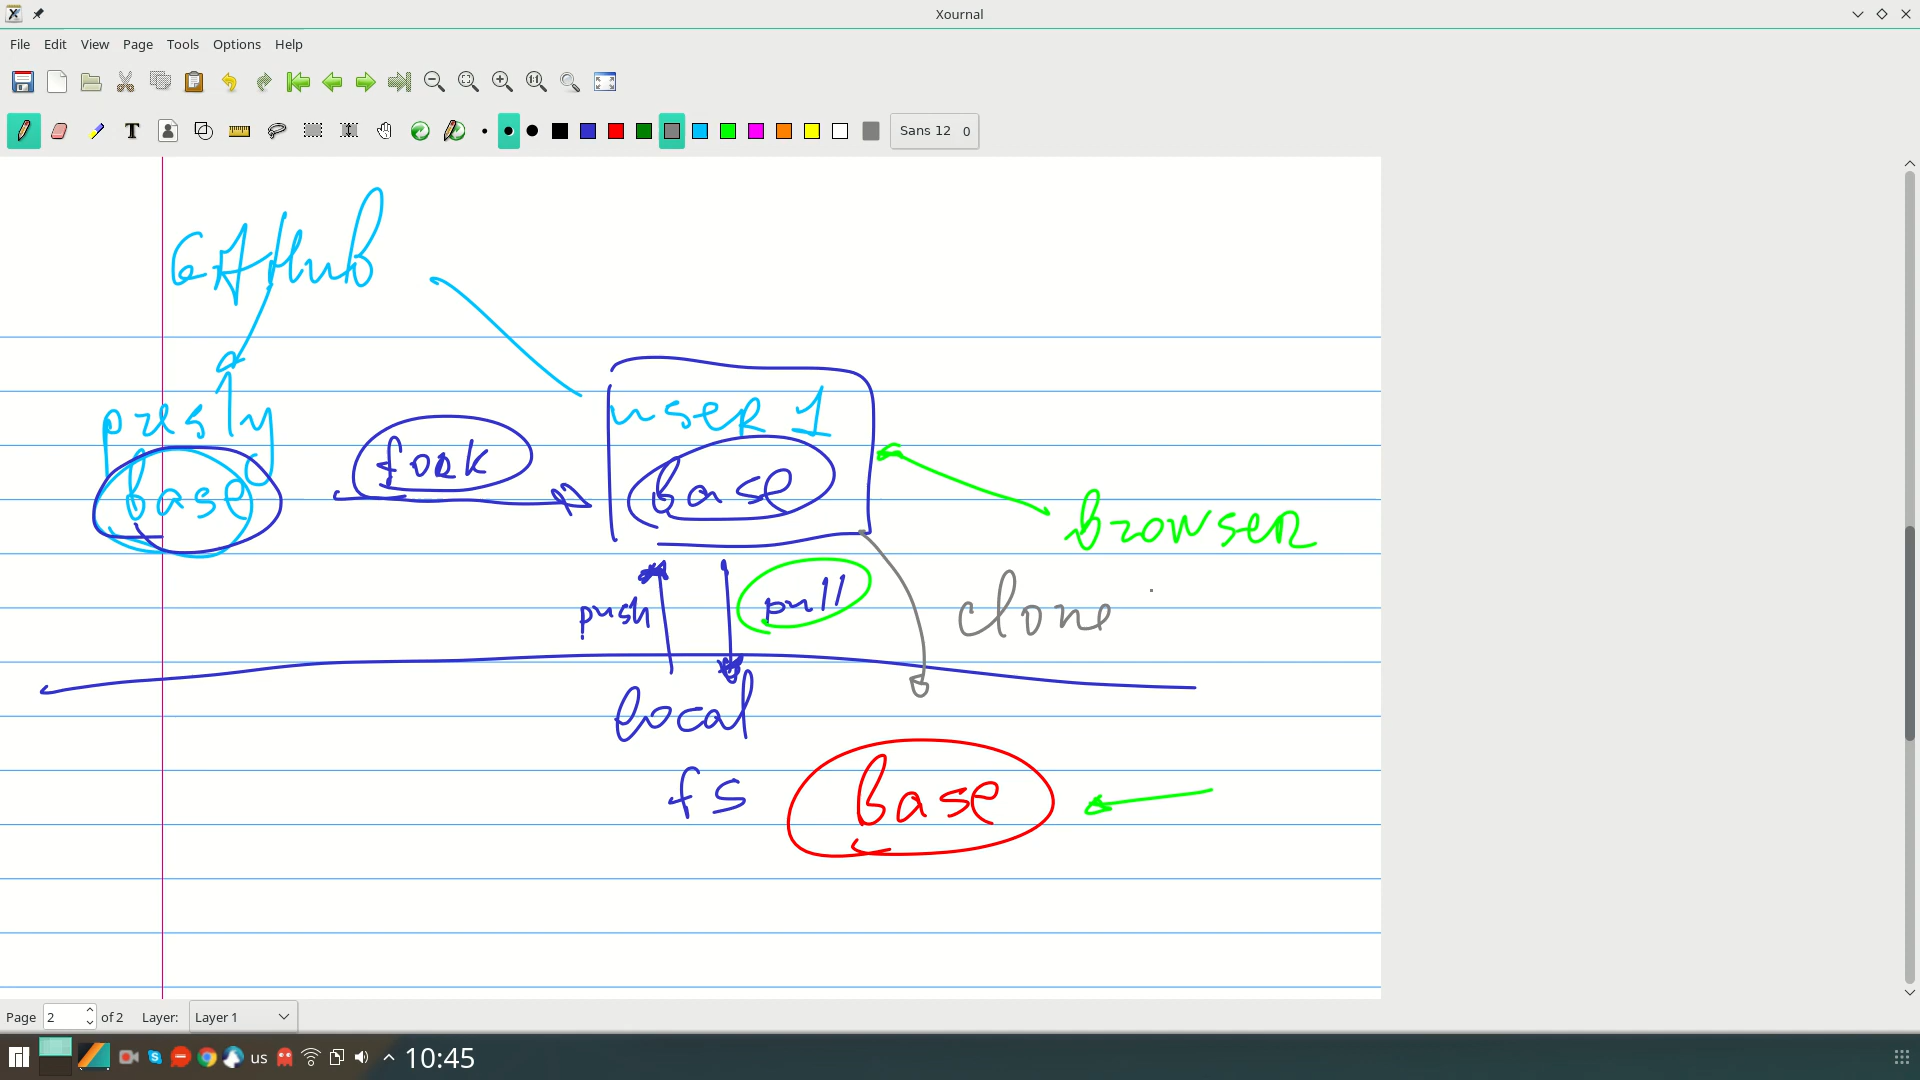 Xournal
File Edit View Page Tools Options Help
Sans 12 0
GitHub
user 1
base
fork
base
browser
push
pull
clone
local
fs
base
Page 2 of 2 Layer: Layer 1
us 10:45